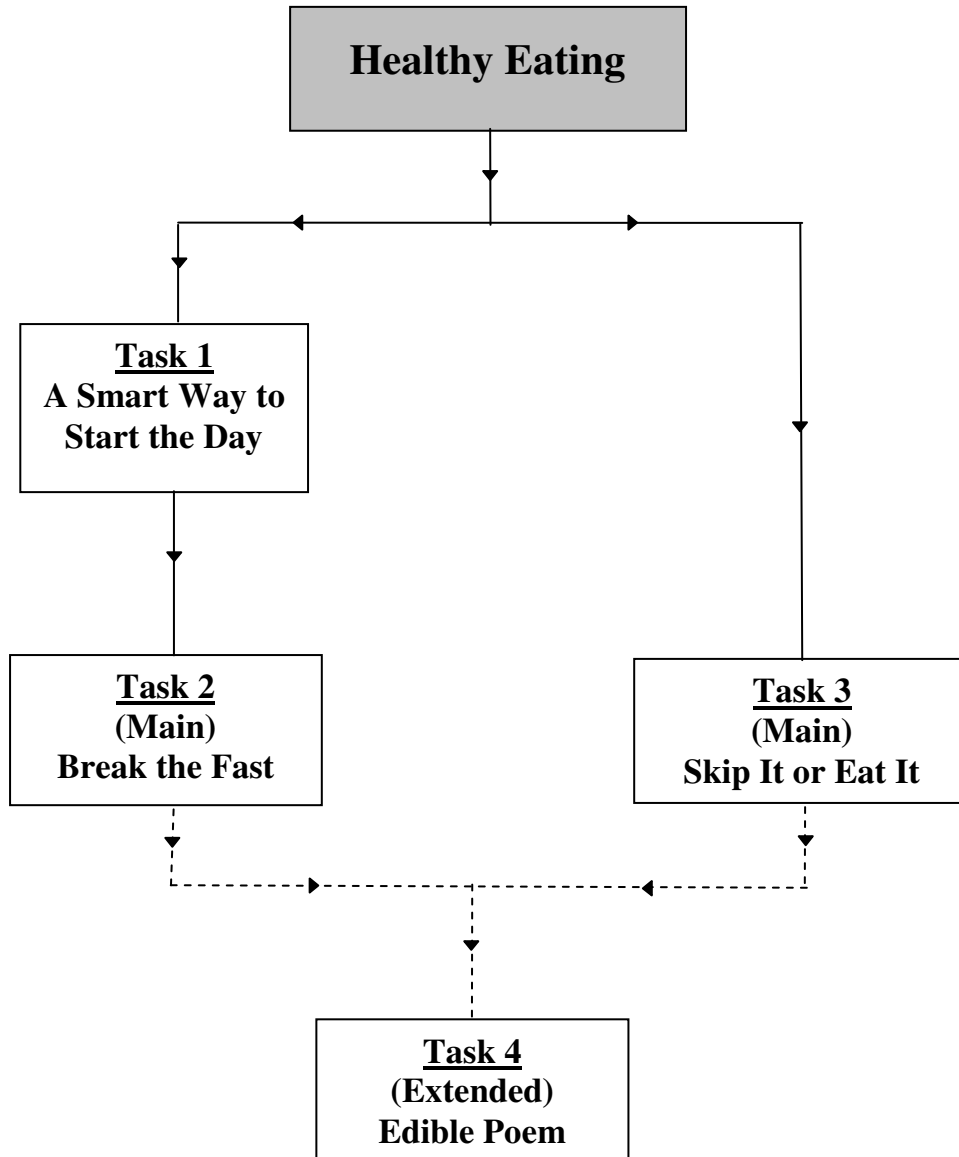 Healthy Eating
Task 1
A Smart Way to
Start the Day
Task 2
(Main)
Break the Fast
Task 3
(Main)
Skip It or Eat It
Task 4
(Extended)
Edible Poem